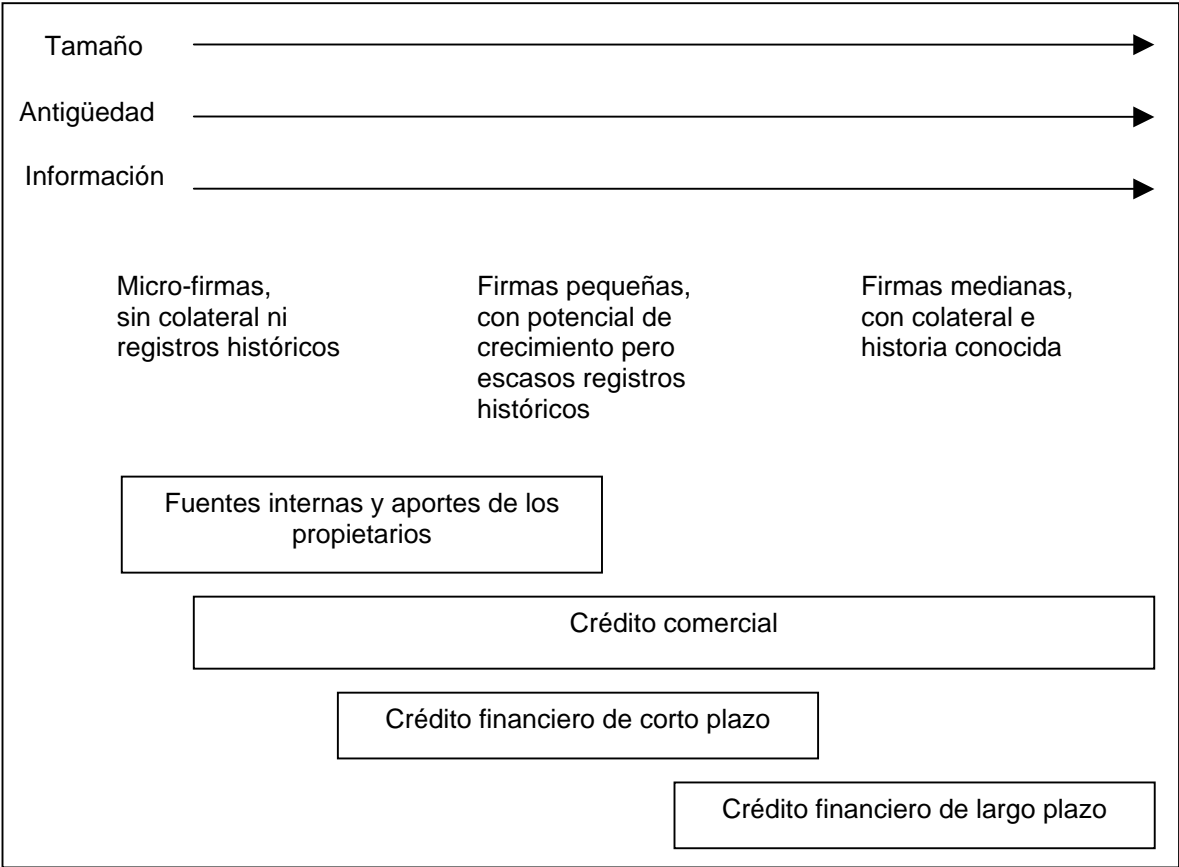 Tamaño
Antigüedad
Información
Micro-firmas,
sin colateral ni
registros históricos
Firmas pequeñas,
con potencial de
crecimiento pero
escasos registros
históricos
Firmas medianas,
con colateral e
historia conocida
Fuentes internas y aportes de los
propietarios
Crédito comercial
Crédito financiero de corto plazo
Crédito financiero de largo plazo